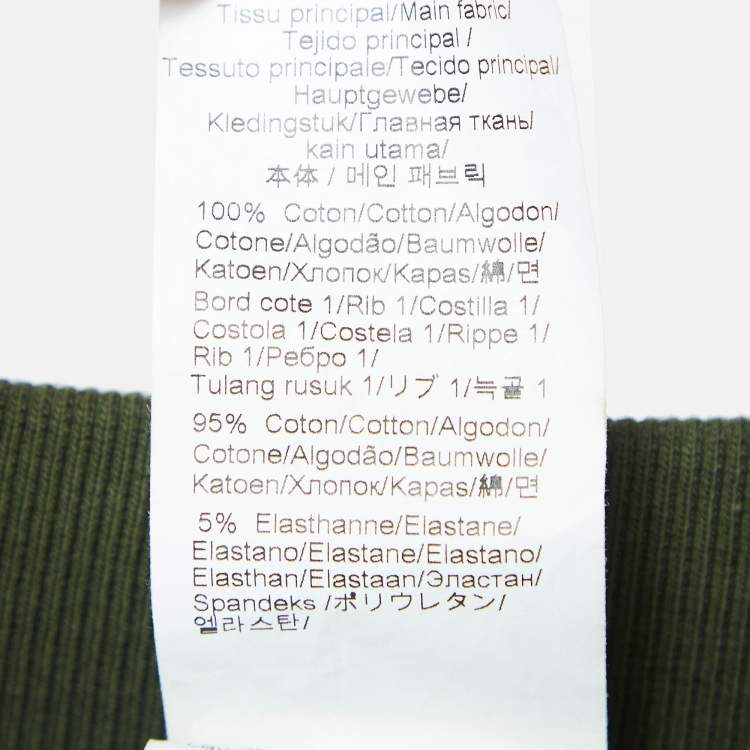 Tissu principal/Main fabric/
Tejido principal /
Tessuto principale/Tecido principal/
Hauptgewebe/
Kledingstuk/Главная ткань/
kain utama/
本体 / 메인 패브릭
100% Coton/Cotton/Algodon/
Cotone/Algodão/Baumwolle/
Katoen/Хлопок/Kapas/綿/면
Bord cote 1/Rib 1/Costilla 1/
Costola 1/Costela 1/Rippe 1/
Rib 1/Ребро 1/
Tulang rusuk 1/リブ 1/늑골 1
95% Coton/Cotton/Algodon/
Cotone/Algodão/Baumwolle/
Katoen/Хлопок/Kapas/綿/면
5% Elasthanne/Elastane/
Elastano/Elastane/Elastano/
Elasthan/Elastaan/Эластан/
Spandeks /ポリウレタン/
엘라스탄/